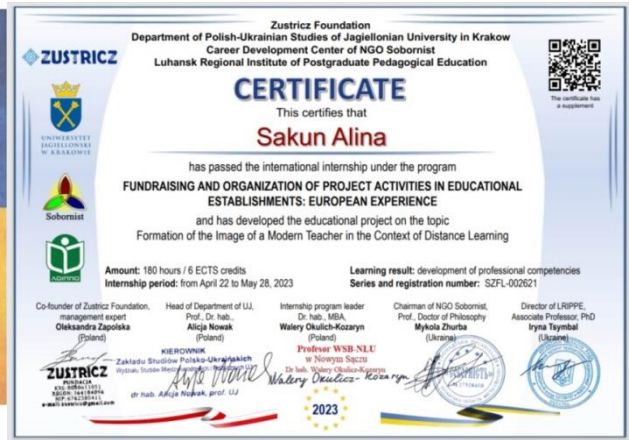 Zustricz Foundation
Department of Polish-Ukrainian Studies of Jagiellonian University in Krakow
Career Development Center of NGO Sobornist
Luhansk Regional Institute of Postgraduate Pedagogical Education
ZUSTRICZ
UNIWERSYTET
JAGIELLOŃSKI
W KRAKOWIE
Sobornist
The certificate has
a supplement
CERTIFICATE
This certifies that
Sakun Alina
has passed the international internship under the program
FUNDRAISING AND ORGANIZATION OF PROJECT ACTIVITIES IN EDUCATIONAL
ESTABLISHMENTS: EUROPEAN EXPERIENCE
and has developed the educational project on the topic
Formation of the Image of a Modern Teacher in the Context of Distance Learning
Amount: 180 hours / 6 ECTS credits
Internship period: from April 22 to May 28, 2023
Learning result: development of professional competencies
Series and registration number: SZFL-002621
Co-founder of Zustricz Foundation,
management expert
Oleksandra Zapolska
(Poland)
Head of Department of UJ,
Prof., Dr. hab.,
Alicja Nowak
(Poland)
Internship program leader
Dr. hab., MBA,
Walery Okulich-Kozaryn
(Poland)
Chairman of NGO Sobornist,
Prof., Doctor of Philosophy
Mykola Zhurba
(Ukraine)
Director of LRIPPE,
Associate Professor, PhD
Iryna Tsymbal
(Ukraine)
ZUSTRICZ
FUNDACJA
KIEROWNIK
Zakładu Studiów Polsko-Ukraińskich
dr hab. Alicja Nowak, prof. UJ
Profesor WSB-NLU
w Nowym Sączu
Dr hab. Walery Okulicz-Kozaryn
Walery Okulicz-Kozaryn
2023